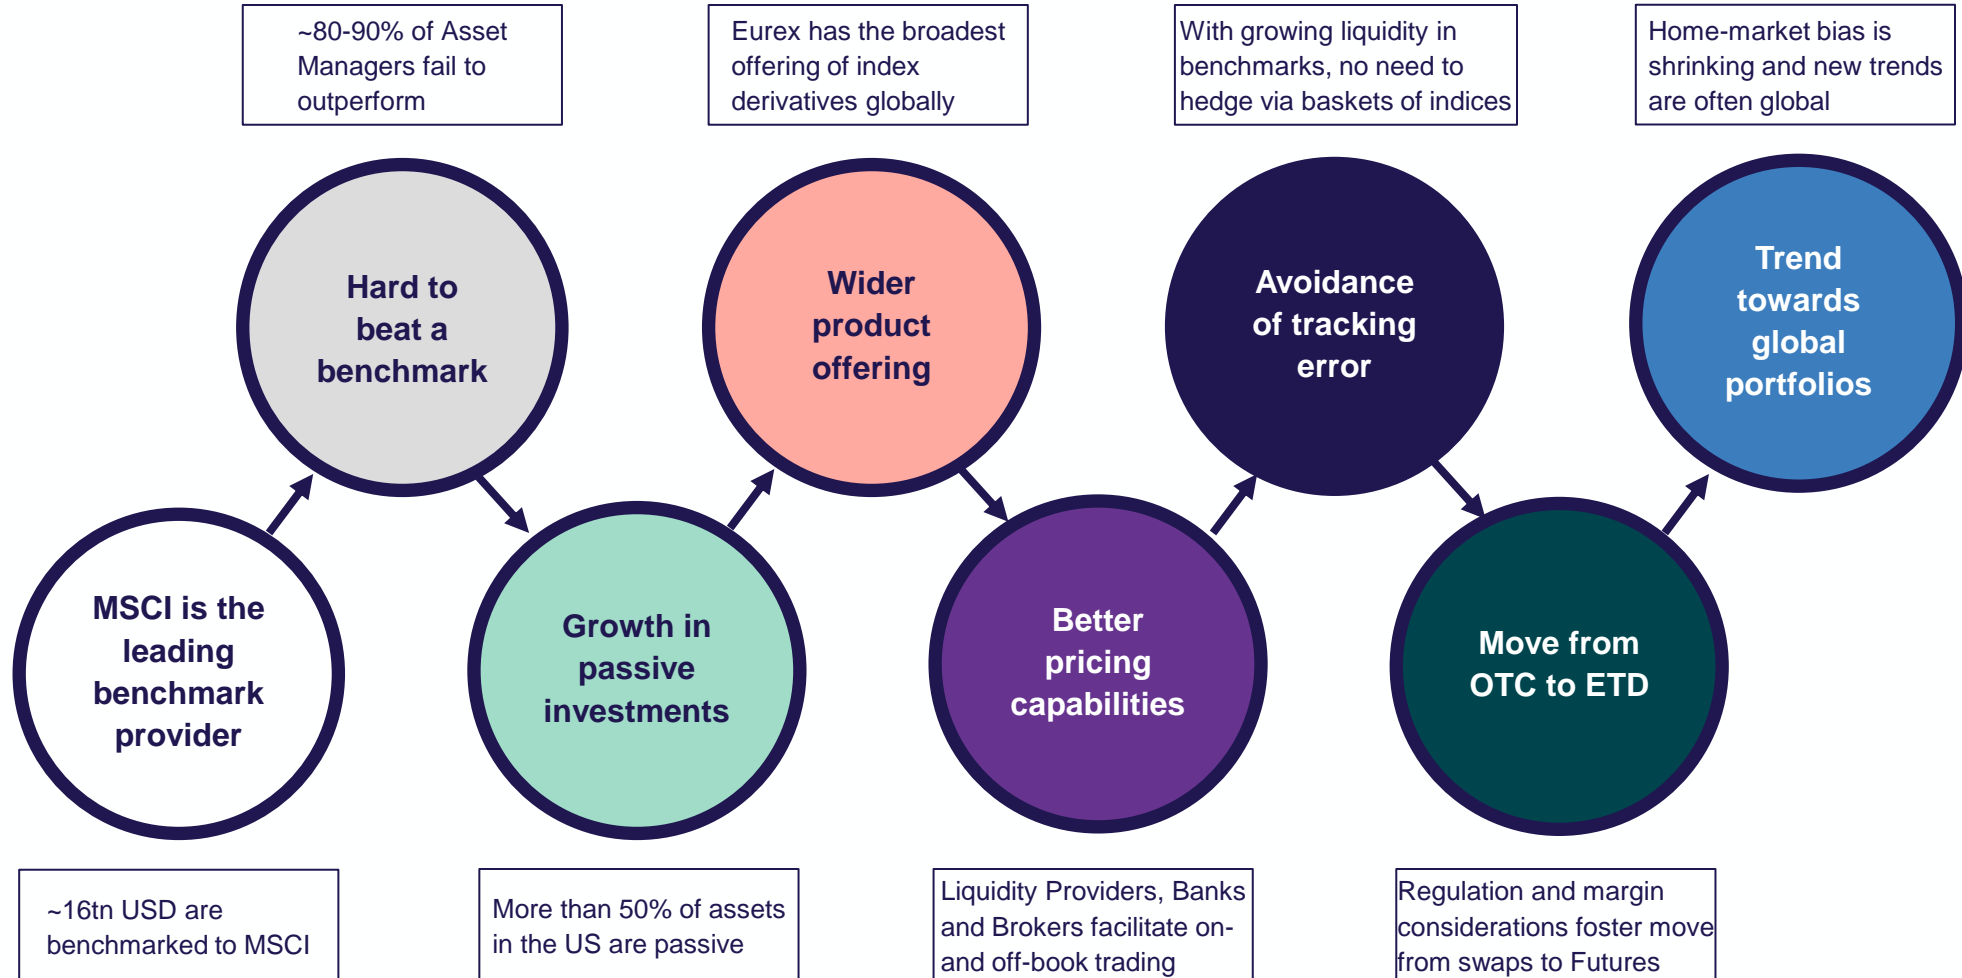 ~80-90% of Asset
Managers fail to
outperform
Eurex has the broadest
offering of index
derivatives globally
With growing liquidity in
benchmarks, no need to
hedge via baskets of indices
Home-market bias is
shrinking and new trends
are often global
Hard to
beat a
benchmark
Wider
product
offering
Avoidance
of tracking
error
Trend
towards
global
portfolios
MSCI is the
leading
benchmark
provider
Growth in
passive
investments
Better
pricing
capabilities
Move from
OTC to ETD
~16tn USD are
benchmarked to MSCI
More than 50% of assets
in the US are passive
Liquidity Providers, Banks
and Brokers facilitate on-
and off-book trading
Regulation and margin
considerations foster move
from swaps to Futures